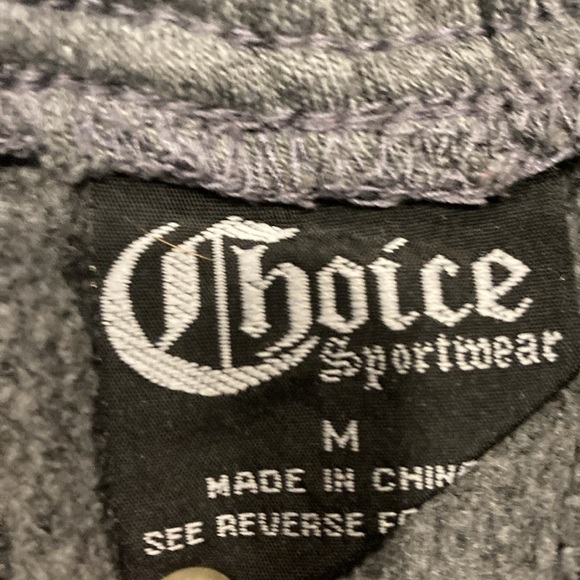 Choice
Sportwear
M
MADE IN CHIN
SEE REVERSE